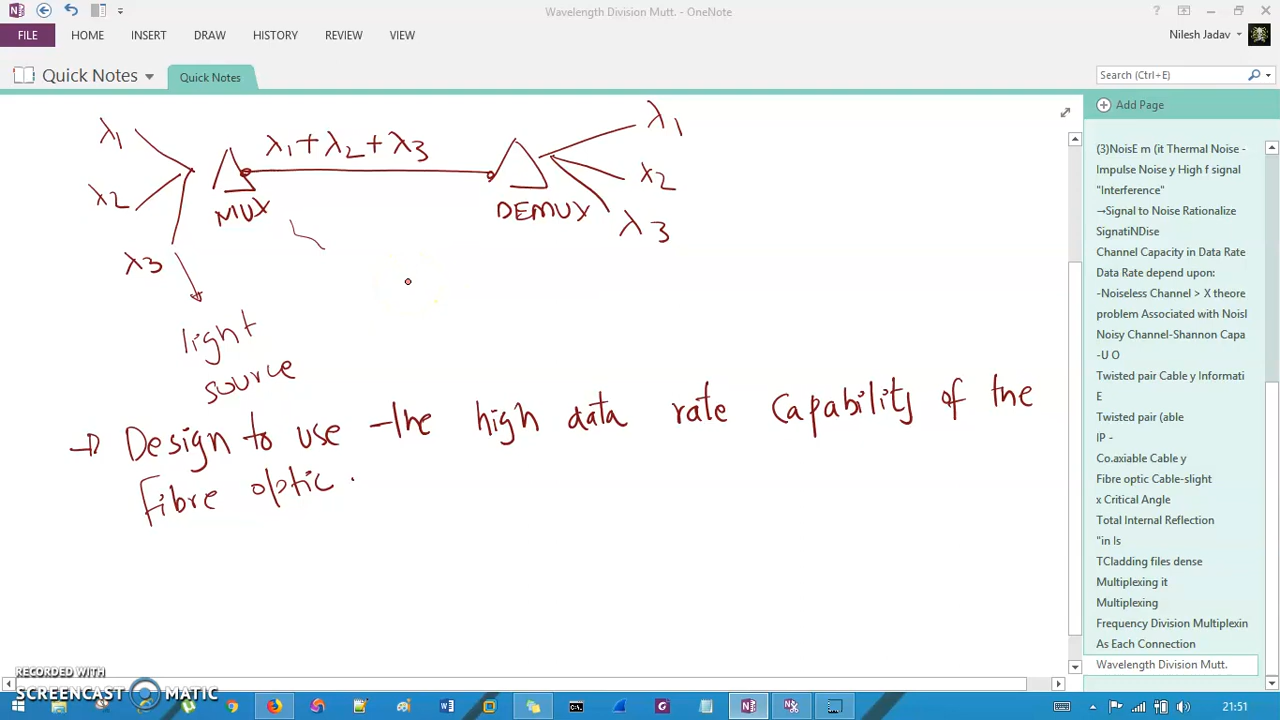 Wavelength Division Mutt. - OneNote
FILE HOME INSERT DRAW HISTORY REVIEW VIEW
Nilesh Jadav
Quick Notes
Quick Notes
Search (Ctrl+E)
Add Page
λ1
λ2
λ3
MUX
λ1+λ2+λ3
DEMUX
λ1
λ2
λ3
light
source
→ Design to use the high data rate capability of the
fibre optic.
(3)NoisE m (it Thermal Noise -
Impulse Noise y High f signal
"Interference"
→Signal to Noise Rationalize
SignatiNDise
Channel Capacity in Data Rate
Data Rate depend upon:
-Noiseless Channel > X theore
problem Associated with Noisl
Noisy Channel-Shannon Capa
-U O
Twisted pair Cable y Informati
E
Twisted pair (able
IP -
Co.axiable Cable y
Fibre optic Cable-slight
x Critical Angle
Total Internal Reflection
"in Is
TCladding files dense
Multiplexing it
Multiplexing
Frequency Division Multiplexin
As Each Connection
Wavelength Division Mutt.
RECORDED WITH
SCREENCAST MATIC
21:51